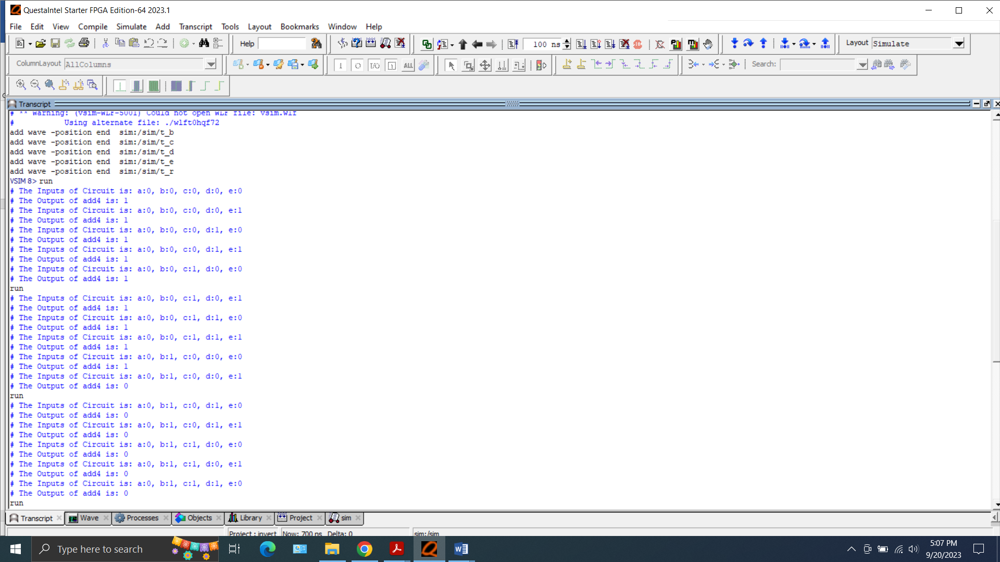 QuestaIntel Starter FPGA Edition-64 2023.1
File Edit View Compile Simulate Add Transcript Tools Layout Bookmarks Window Help
Help 100 ns Layout Simulate
ColumnLayout AllColumns Search:
Transcript
# ** Warning: (vsim-WLF-5001) Could not open WLF file: vsim.wlf
# Using alternate file: ./wlft0hqf72
add wave -position end sim:/sim/t_b
add wave -position end sim:/sim/t_c
add wave -position end sim:/sim/t_d
add wave -position end sim:/sim/t_e
add wave -position end sim:/sim/t_r
VSIM 8> run
# The Inputs of Circuit is: a:0, b:0, c:0, d:0, e:0
# The Output of add4 is: 1
# The Inputs of Circuit is: a:0, b:0, c:0, d:0, e:1
# The Output of add4 is: 1
# The Inputs of Circuit is: a:0, b:0, c:0, d:1, e:0
# The Output of add4 is: 1
# The Inputs of Circuit is: a:0, b:0, c:0, d:1, e:1
# The Output of add4 is: 1
# The Inputs of Circuit is: a:0, b:0, c:1, d:0, e:0
# The Output of add4 is: 1
run
# The Inputs of Circuit is: a:0, b:0, c:1, d:0, e:1
# The Output of add4 is: 1
# The Inputs of Circuit is: a:0, b:0, c:1, d:1, e:0
# The Output of add4 is: 1
# The Inputs of Circuit is: a:0, b:0, c:1, d:1, e:1
# The Output of add4 is: 1
# The Inputs of Circuit is: a:0, b:1, c:0, d:0, e:0
# The Output of add4 is: 1
# The Inputs of Circuit is: a:0, b:1, c:0, d:0, e:1
# The Output of add4 is: 0
run
# The Inputs of Circuit is: a:0, b:1, c:0, d:1, e:0
# The Output of add4 is: 0
# The Inputs of Circuit is: a:0, b:1, c:0, d:1, e:1
# The Output of add4 is: 0
# The Inputs of Circuit is: a:0, b:1, c:1, d:0, e:0
# The Output of add4 is: 0
# The Inputs of Circuit is: a:0, b:1, c:1, d:0, e:1
# The Output of add4 is: 0
# The Inputs of Circuit is: a:0, b:1, c:1, d:1, e:0
# The Output of add4 is: 0
run
Transcript Wave Processes Objects Library Project sim
Project : invert Now: 700 ns Delta: 0 sim:/sim
Type here to search
5:07 PM
9/20/2023